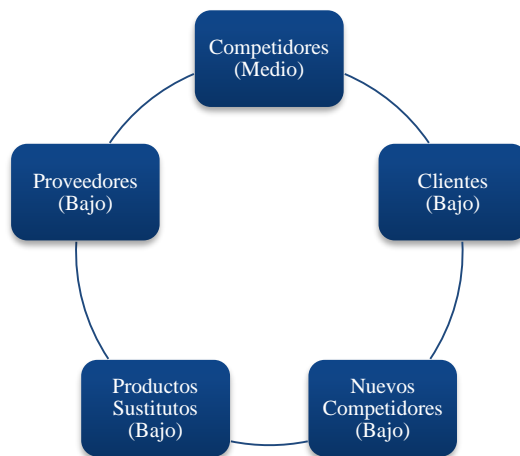 Competidores
(Medio)
Clientes
(Bajo)
Nuevos
Competidores
(Bajo)
Productos
Sustitutos
(Bajo)
Proveedores
(Bajo)